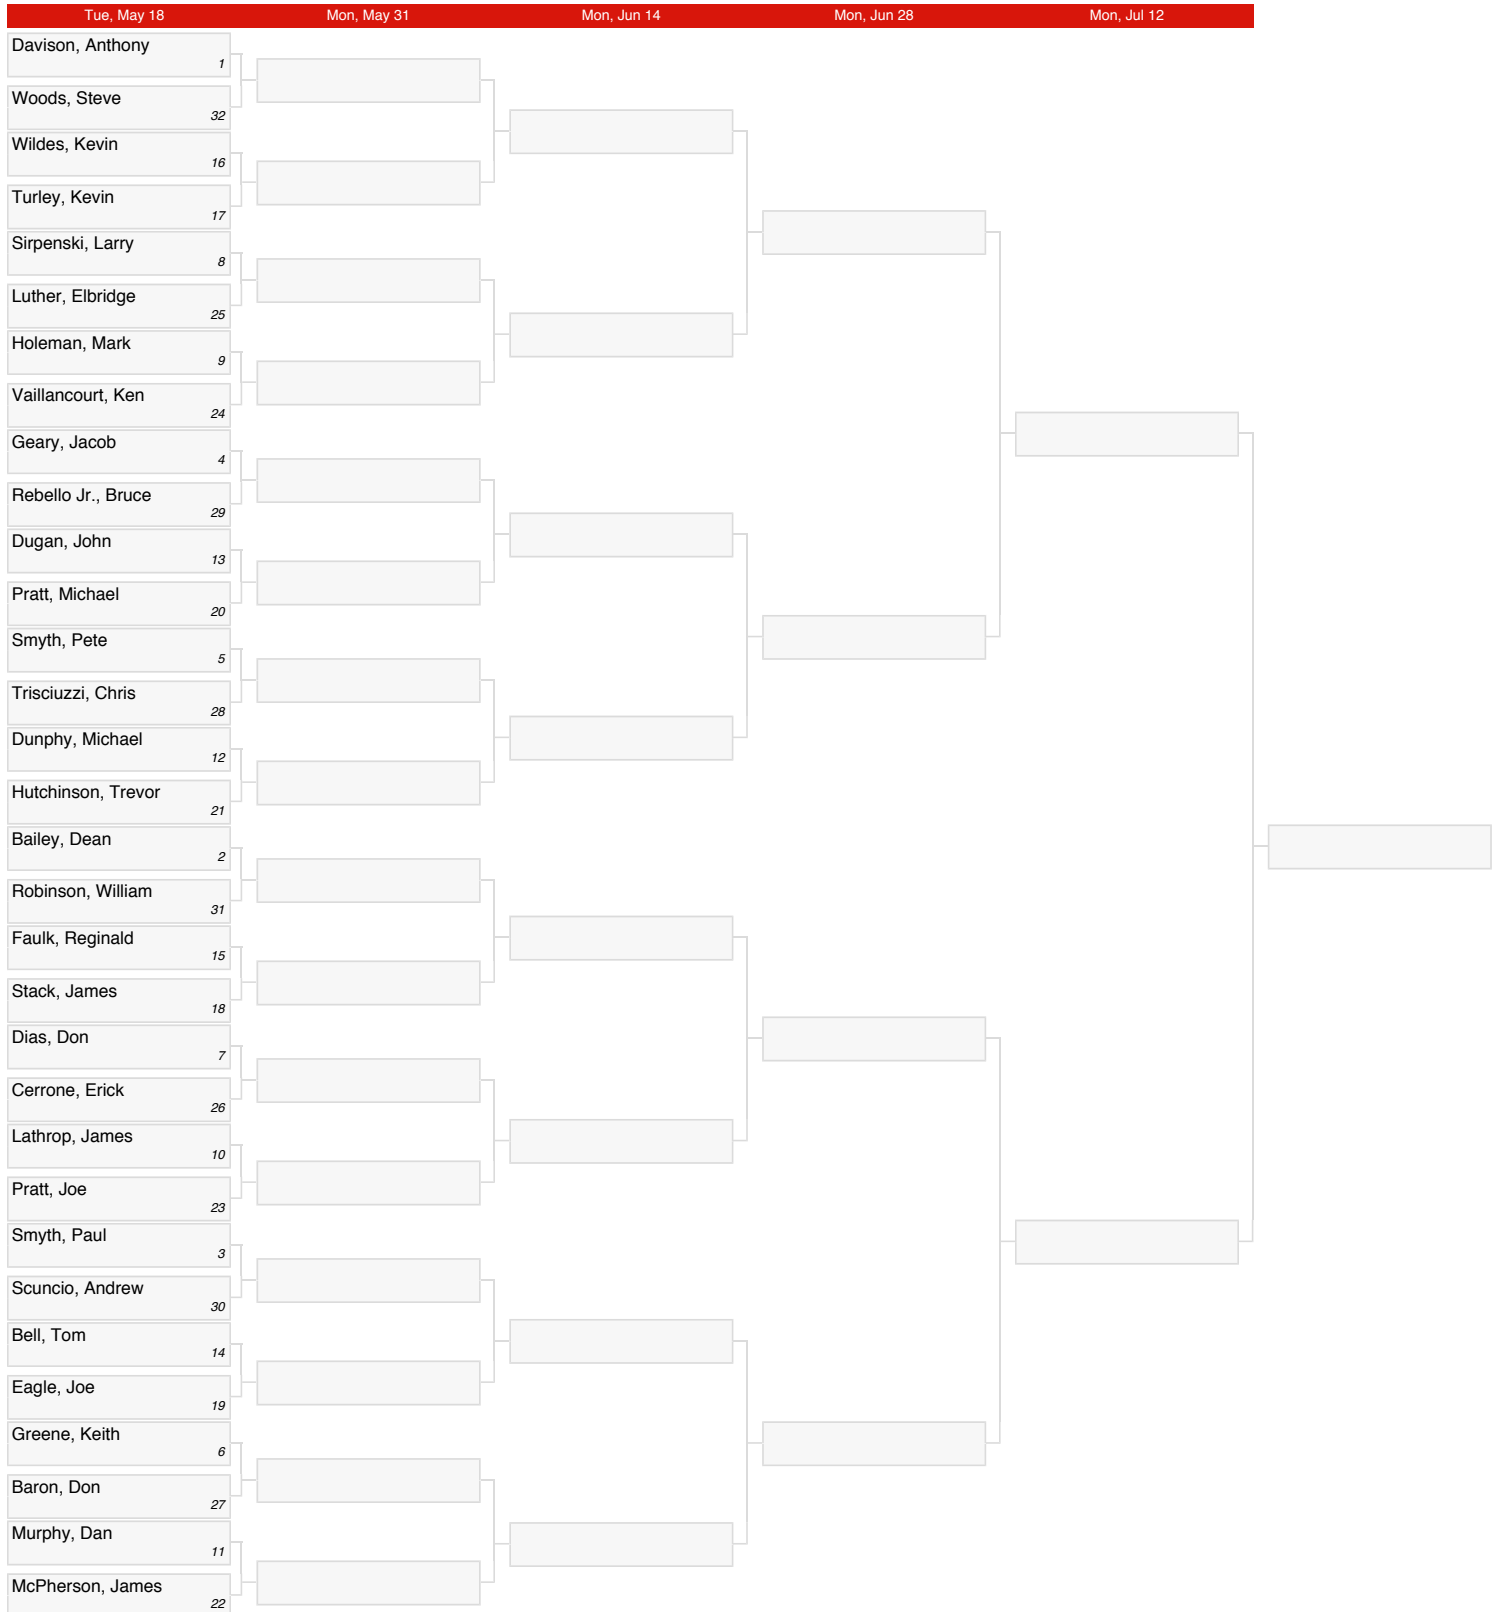 Tue, May 18 Mon, May 31 Mon, Jun 14 Mon, Jun 28 Mon, Jul 12
Davison, Anthony
1
Woods, Steve
32
Wildes, Kevin
16
Turley, Kevin
17
Sirpenski, Larry
8
Luther, Elbridge
25
Holeman, Mark
9
Vaillancourt, Ken
24
Geary, Jacob
4
Rebello Jr., Bruce
29
Dugan, John
13
Pratt, Michael
20
Smyth, Pete
5
Trisciuzzi, Chris
28
Dunphy, Michael
12
Hutchinson, Trevor
21
Bailey, Dean
2
Robinson, William
31
Faulk, Reginald
15
Stack, James
18
Dias, Don
7
Cerrone, Erick
26
Lathrop, James
10
Pratt, Joe
23
Smyth, Paul
3
Scuncio, Andrew
30
Bell, Tom
14
Eagle, Joe
19
Greene, Keith
6
Baron, Don
27
Murphy, Dan
11
McPherson, James
22